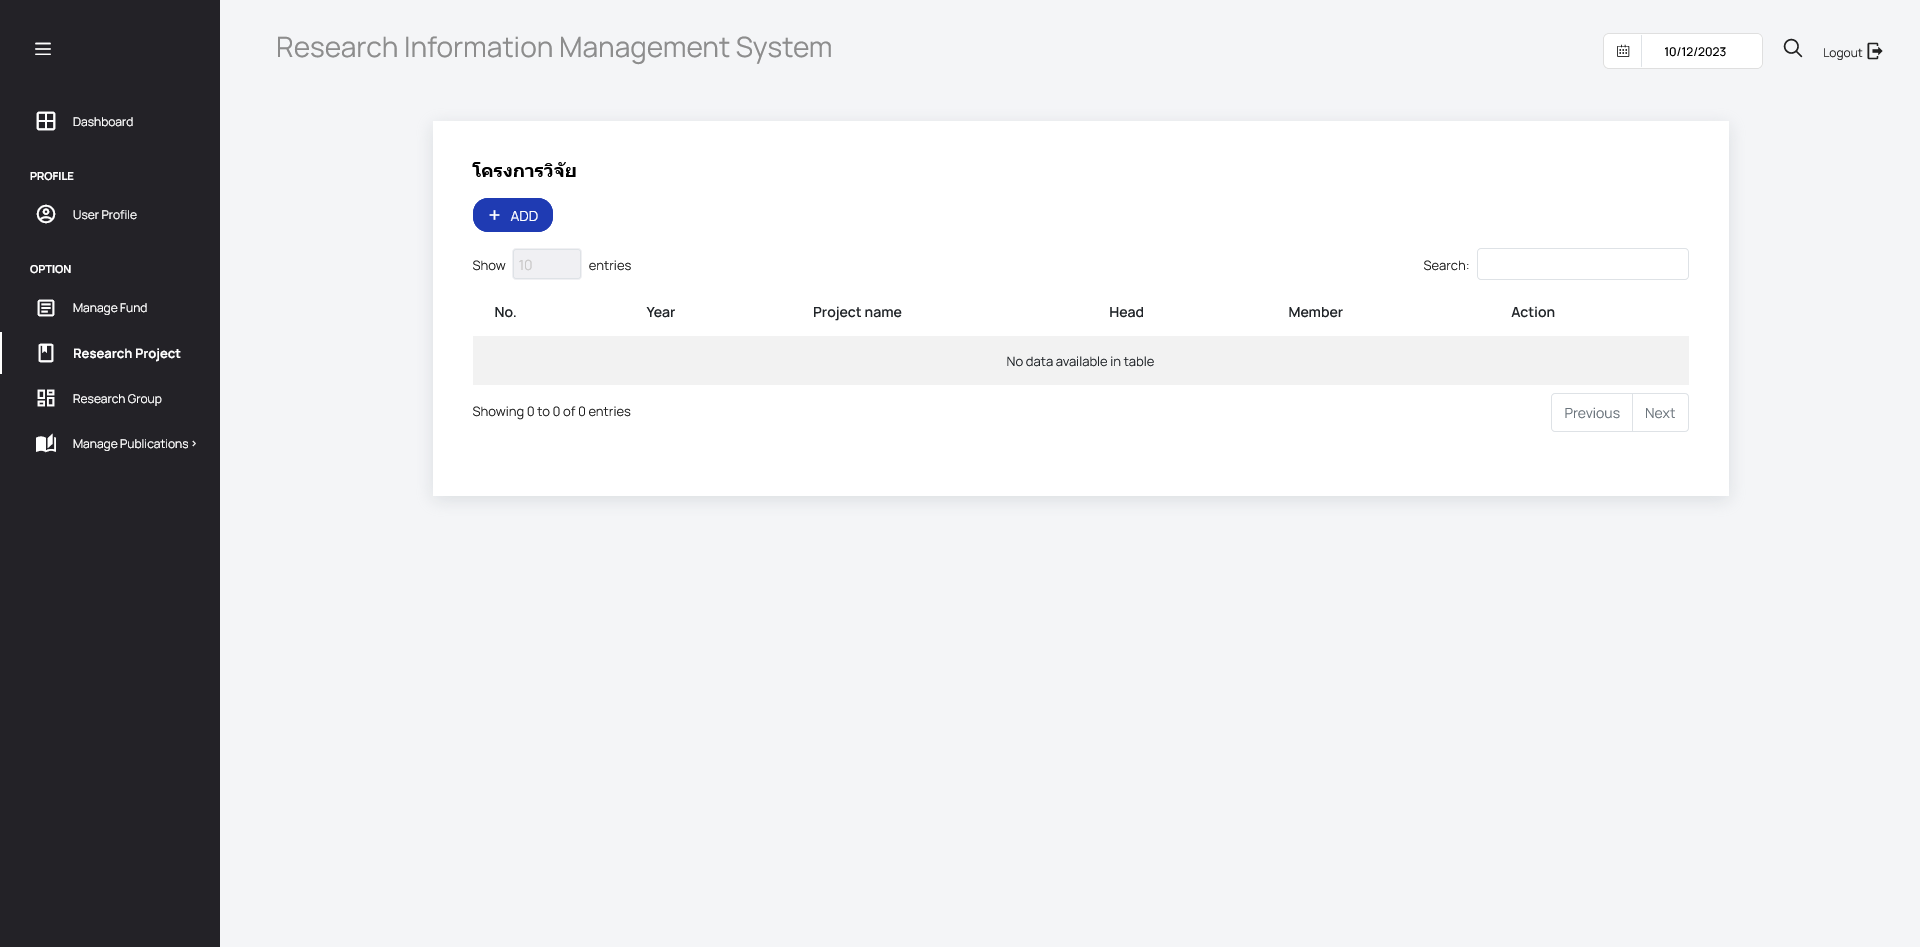 Research Information Management System
10/12/2023
Logout
Dashboard
PROFILE
User Profile
OPTION
Manage Fund
Research Project
Research Group
Manage Publications ›
โครงการวิจัย
+ ADD
Show 10 entries
Search:
No. Year Project name Head Member Action
No data available in table
Showing 0 to 0 of 0 entries
Previous Next